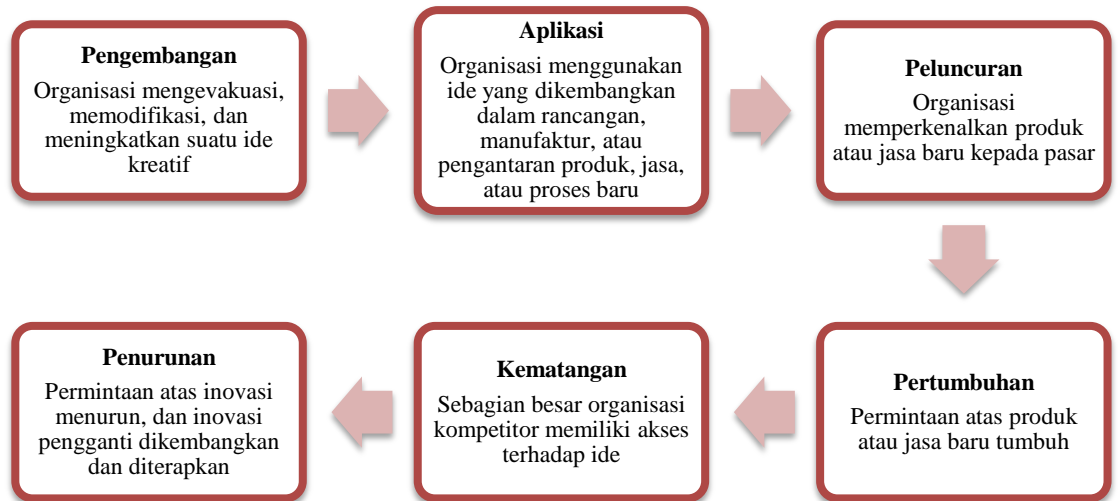 Pengembangan
Organisasi mengevakuasi,
memodifikasi, dan
meningkatkan suatu ide
kreatif
Aplikasi
Organisasi menggunakan
ide yang dikembangkan
dalam rancangan,
manufaktur, atau
pengantaran produk, jasa,
atau proses baru
Peluncuran
Organisasi
memperkenalkan produk
atau jasa baru kepada pasar
Pertumbuhan
Permintaan atas produk
atau jasa baru tumbuh
Kematangan
Sebagian besar organisasi
kompetitor memiliki akses
terhadap ide
Penurunan
Permintaan atas inovasi
menurun, dan inovasi
pengganti dikembangkan
dan diterapkan